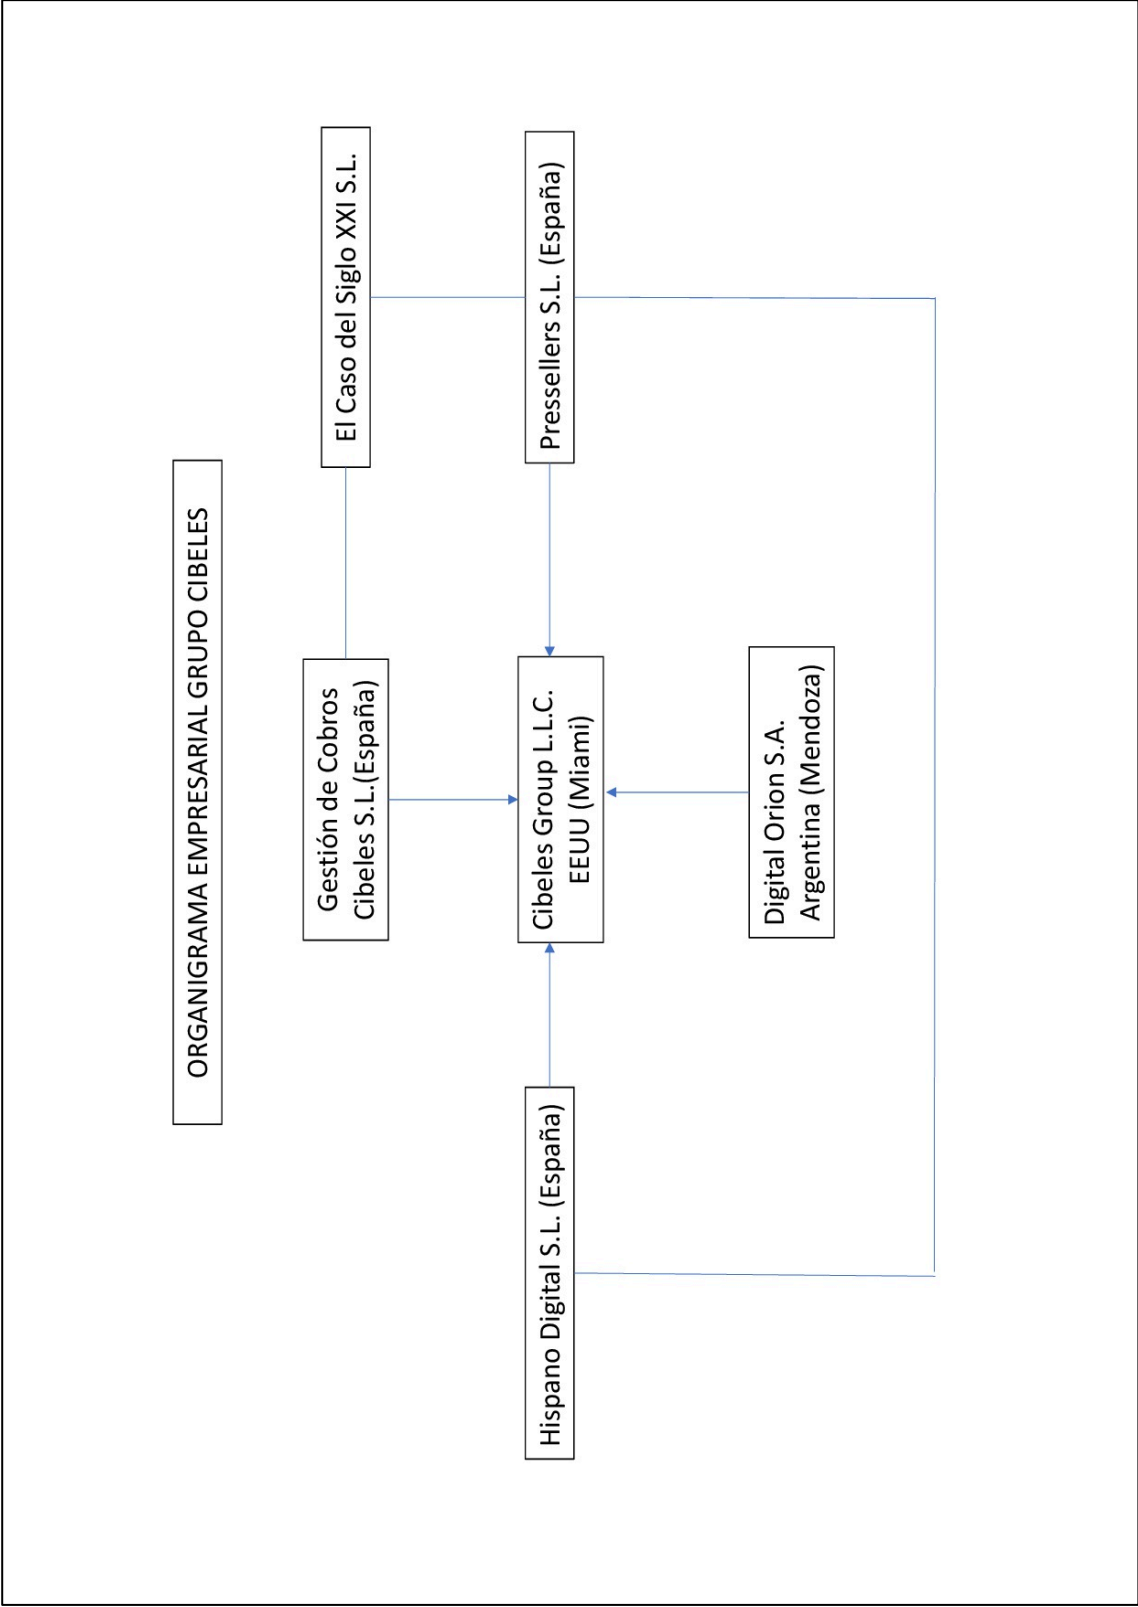 ORGANIGRAMA EMPRESARIAL GRUPO CIBELES
Gestión de Cobros
Cibeles S.L.(España)
El Caso del Siglo XXI S.L.
Hispano Digital S.L. (España)
Cibeles Group L.L.C.
EEUU (Miami)
Pressellers S.L. (España)
Digital Orion S.A.
Argentina (Mendoza)